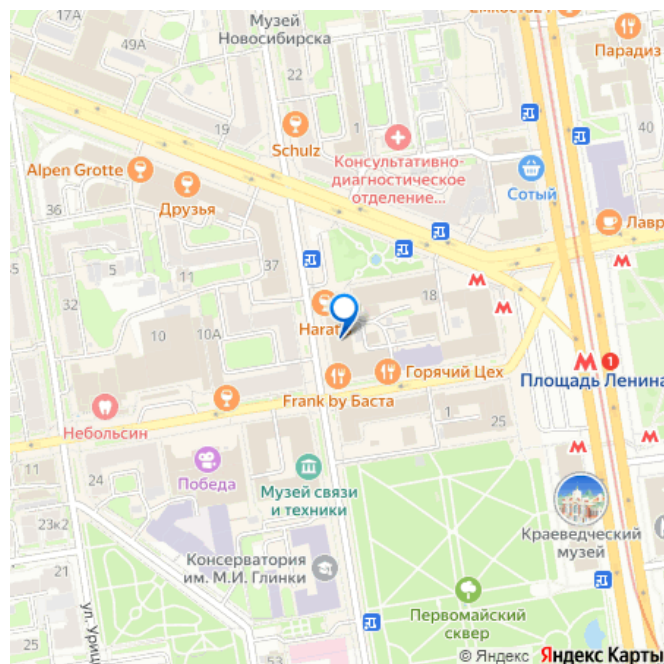 17А
49А
Музей
Новосибирска
22
Парадиз
19
1
40
Schulz
Консультативно-
диагностическое
отделение...
Сотый
Alpen Grotte
Друзья
Лавр
36
5
11
37
32
18
Harat
10
10А
1
Площадь Ленина
Горячий Цех
Frank by Баста
1
25
Небольсин
11
24
Победа
Музей связи
и техники
Краеведческий
музей
23к2
Консерватория
им. М.И. Глинки
21
ул. Уриц
Первомайский
сквер
25
53
© Яндекс Яндекс Карты